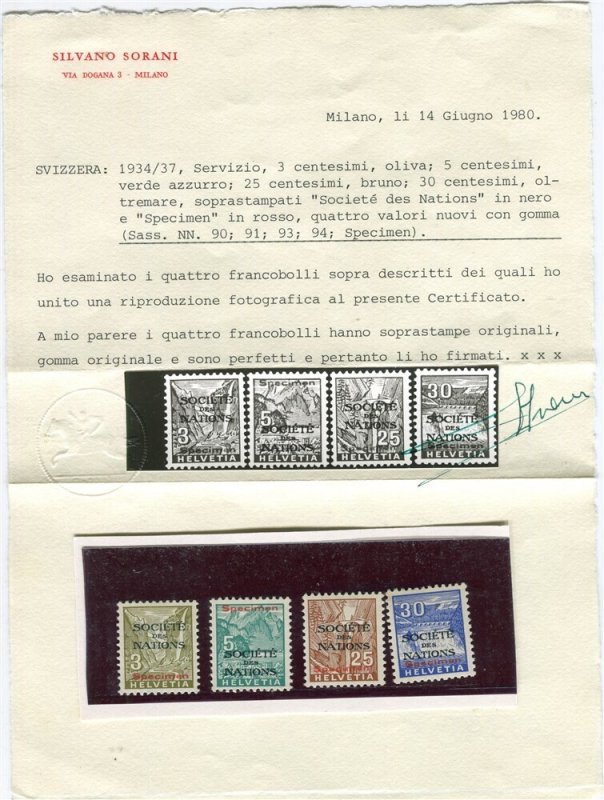 SILVANO SORANI
VIA DOGANA 3 - MILANO
Milano, li 14 Giugno 1980.
SVIZZERA: 1934/37, Servizio, 3 centesimi, oliva; 5 centesimi,
verde azzurro; 25 centesimi, bruno; 30 centesimi, ol-
tremare, soprastampati "Societé des Nations" in nero
e "Specimen" in rosso, quattro valori nuovi con gomma
(Sass. NN. 90; 91; 93; 94; Specimen).
Ho esaminato i quattro francobolli sopra descritti dei quali ho
unito una riproduzione fotografica al presente Certificato.
A mio parere i quattro francobolli hanno soprastampe originali,
gomma originale e sono perfetti e pertanto li ho firmati. x x x
SOCIÉTÉ
DES
NATIONS
3
Specimen
HELVETIA
Specimen
5
SOCIÉTÉ
DES
NATIONS
HELVETIA
SOCIÉTÉ
DES
NATIONS
25
Specimen
HELVETIA
30
SOCIÉTÉ
DES
NATIONS
Specimen
HELVETIA
SOCIÉTÉ
DES
NATIONS
3
Specimen
HELVETIA
Specimen
5
SOCIÉTÉ
DES
NATIONS
HELVETIA
SOCIÉTÉ
DES
NATIONS
25
Specimen
HELVETIA
30
SOCIÉTÉ
DES
NATIONS
Specimen
HELVETIA